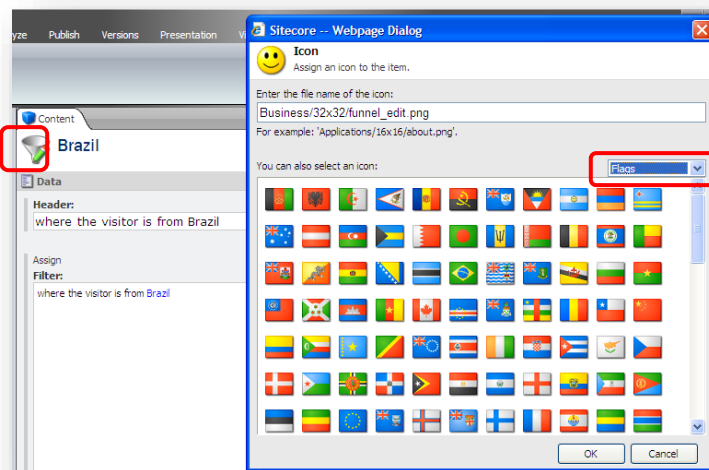 Sitecore -- Webpage Dialog
yze Publish Versions Presentation Vi
Icon
Assign an icon to the item.
Enter the file name of the icon:
Business/32x32/funnel_edit.png
For example: 'Applications/16x16/about.png'.
You can also select an icon:
Flags
Content
Brazil
Data
Header:
where the visitor is from Brazil
Assign
Filter:
where the visitor is from Brazil
OK Cancel